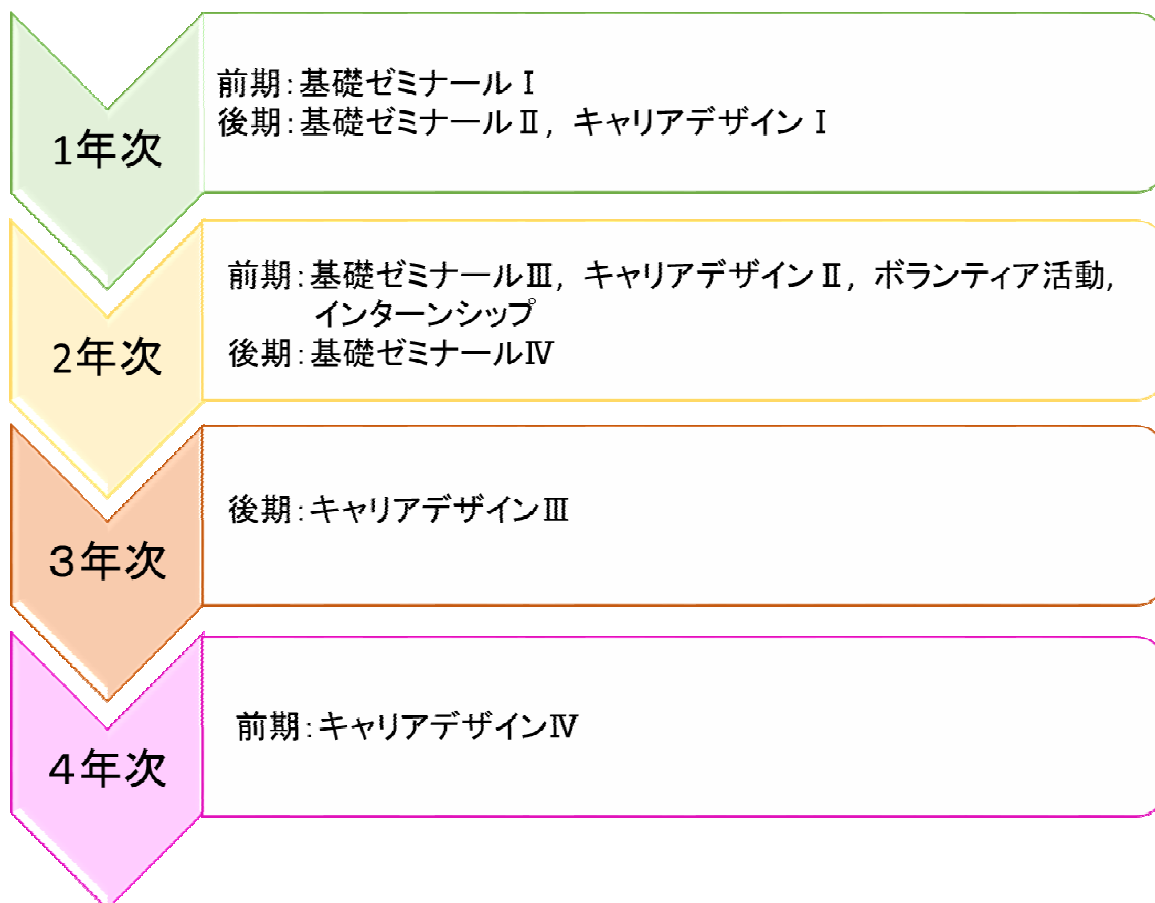 1年次
前期:基礎ゼミナールⅠ
後期:基礎ゼミナールⅡ, キャリアデザインⅠ
2年次
前期:基礎ゼミナールⅢ, キャリアデザインⅡ, ボランティア活動,
インターンシップ
後期:基礎ゼミナールⅣ
３年次
後期:キャリアデザインⅢ
４年次
前期:キャリアデザインⅣ